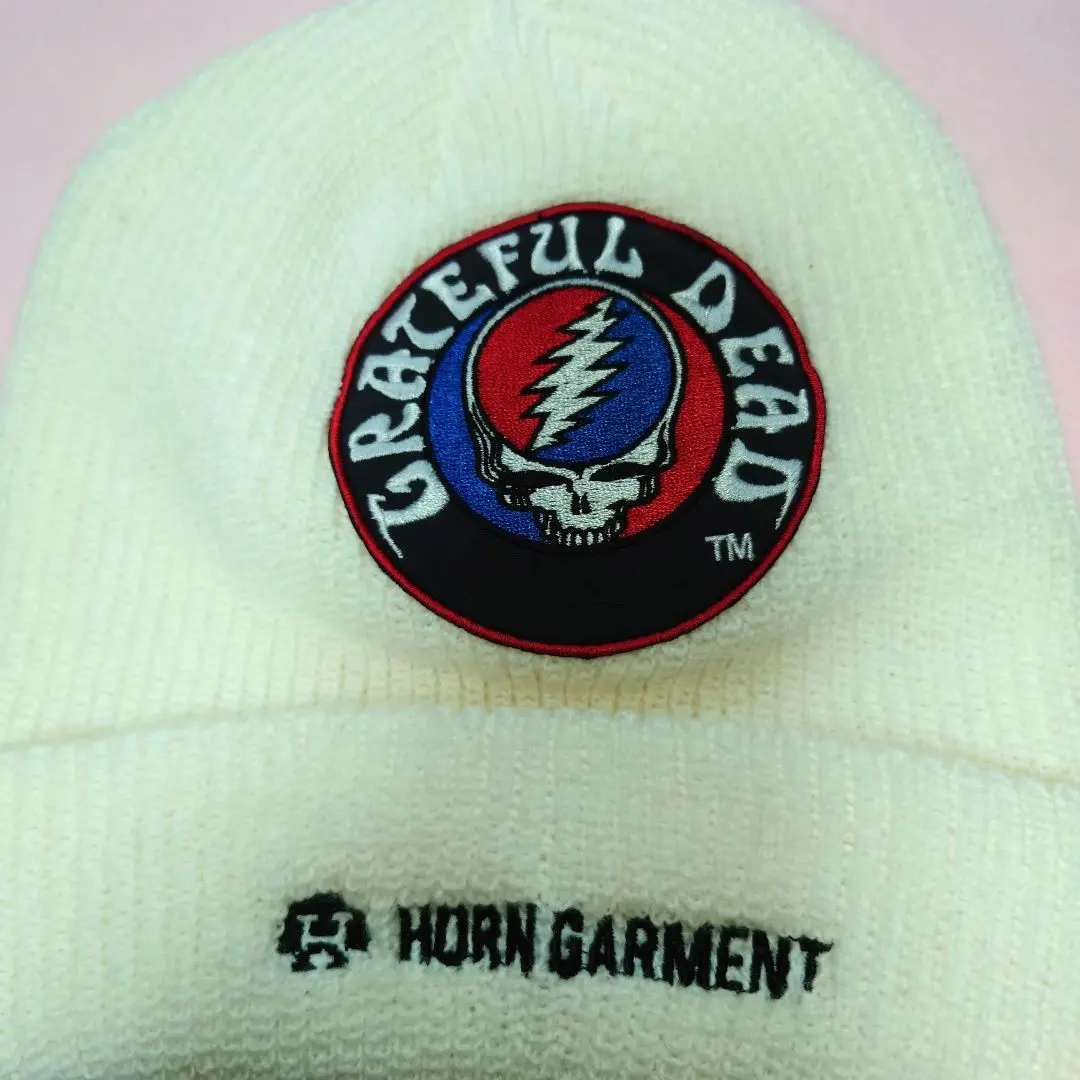 GRATEFUL DEAD
TM
H HORN GARMENT